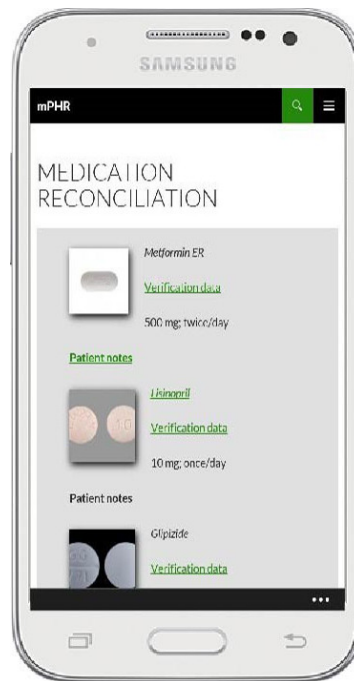 SAMSUNG
mPHR
MEDICATION
RECONCILIATION
Metformin ER
Verification data
500 mg; twice/day
Patient notes
Lisinopril
Verification data
10 mg; once/day
Patient notes
Glipizide
Verification data